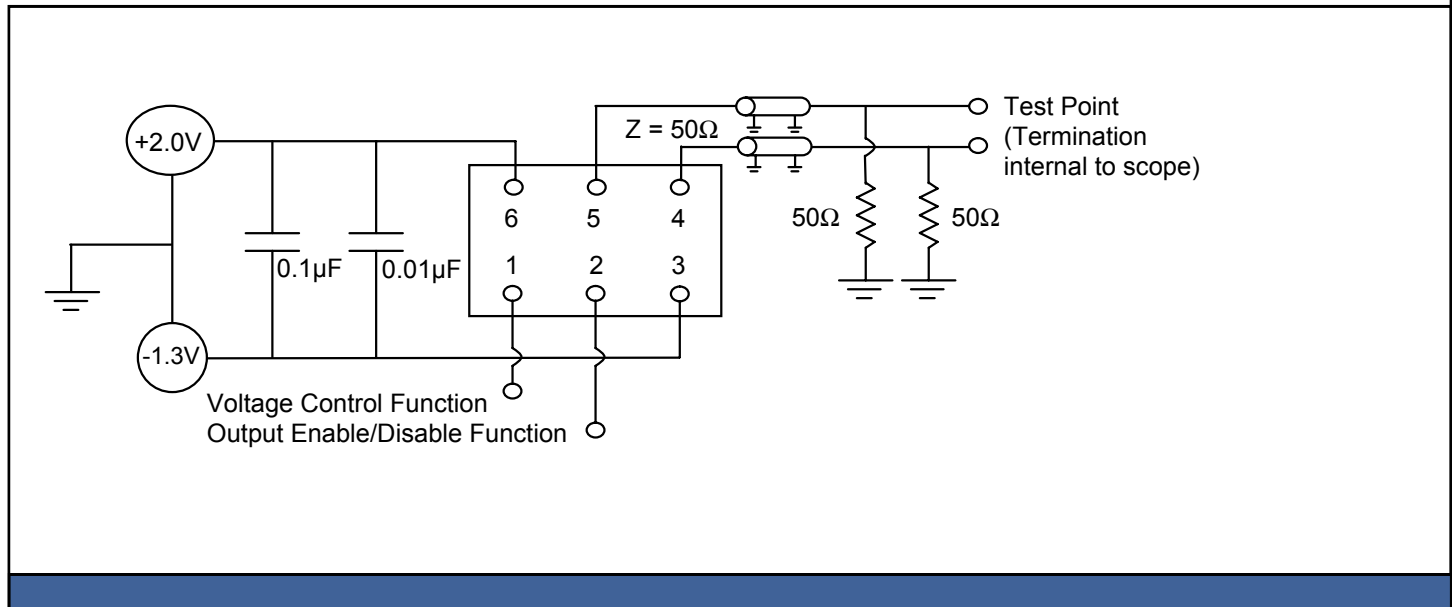 +2.0V
-1.3V
0.1µF
0.01µF
Z = 50Ω
6 5 4
1 2 3
Voltage Control Function
Output Enable/Disable Function
50Ω
50Ω
Test Point
(Termination
internal to scope)